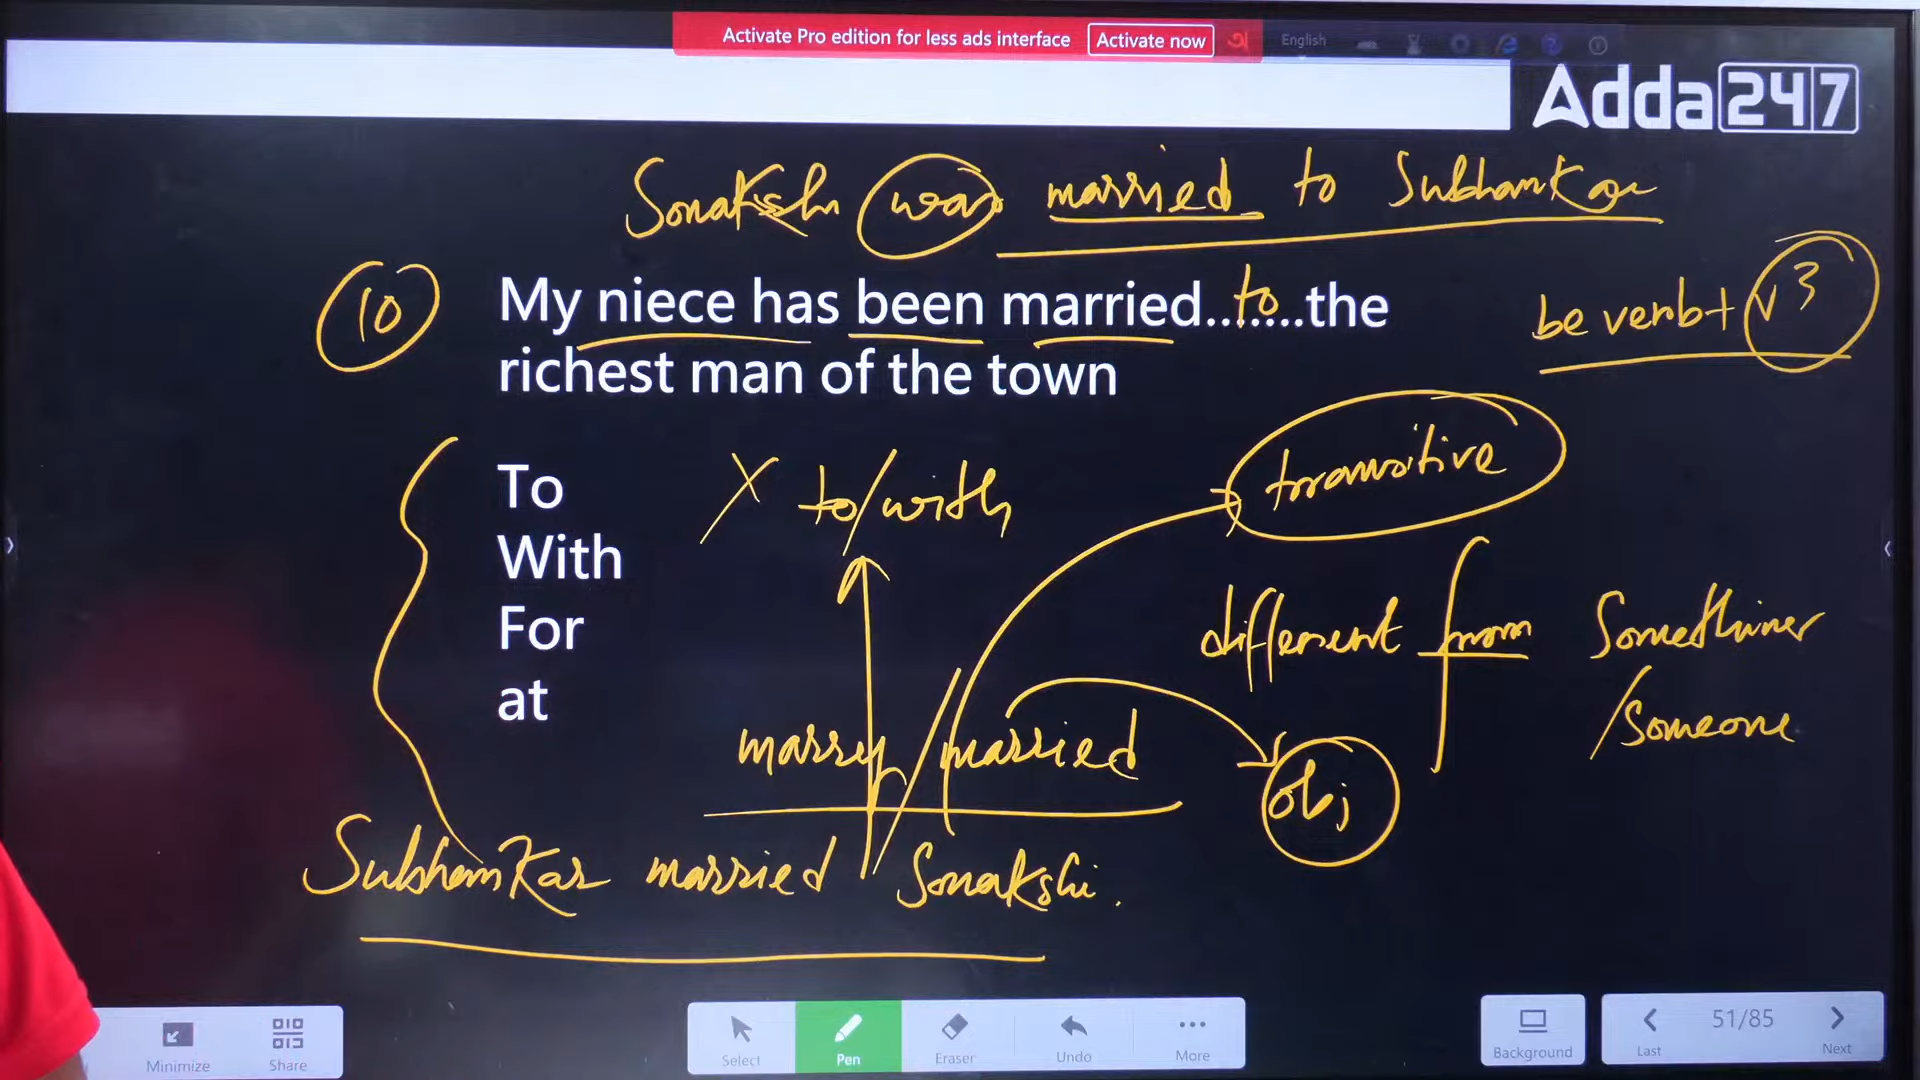 Activate Pro edition for less ads interface Activate now অ English
Adda247
Sonakshi was married to Subhamkar
10 My niece has been married..to..the
richest man of the town
be verb + v3
To
With
For
at
X to/with
transitive
different from something
/someone
marry / married
obj
Subhamkar married Sonakshi.
Minimize Share Select Pen Eraser Undo More Background Last 51/85 Next